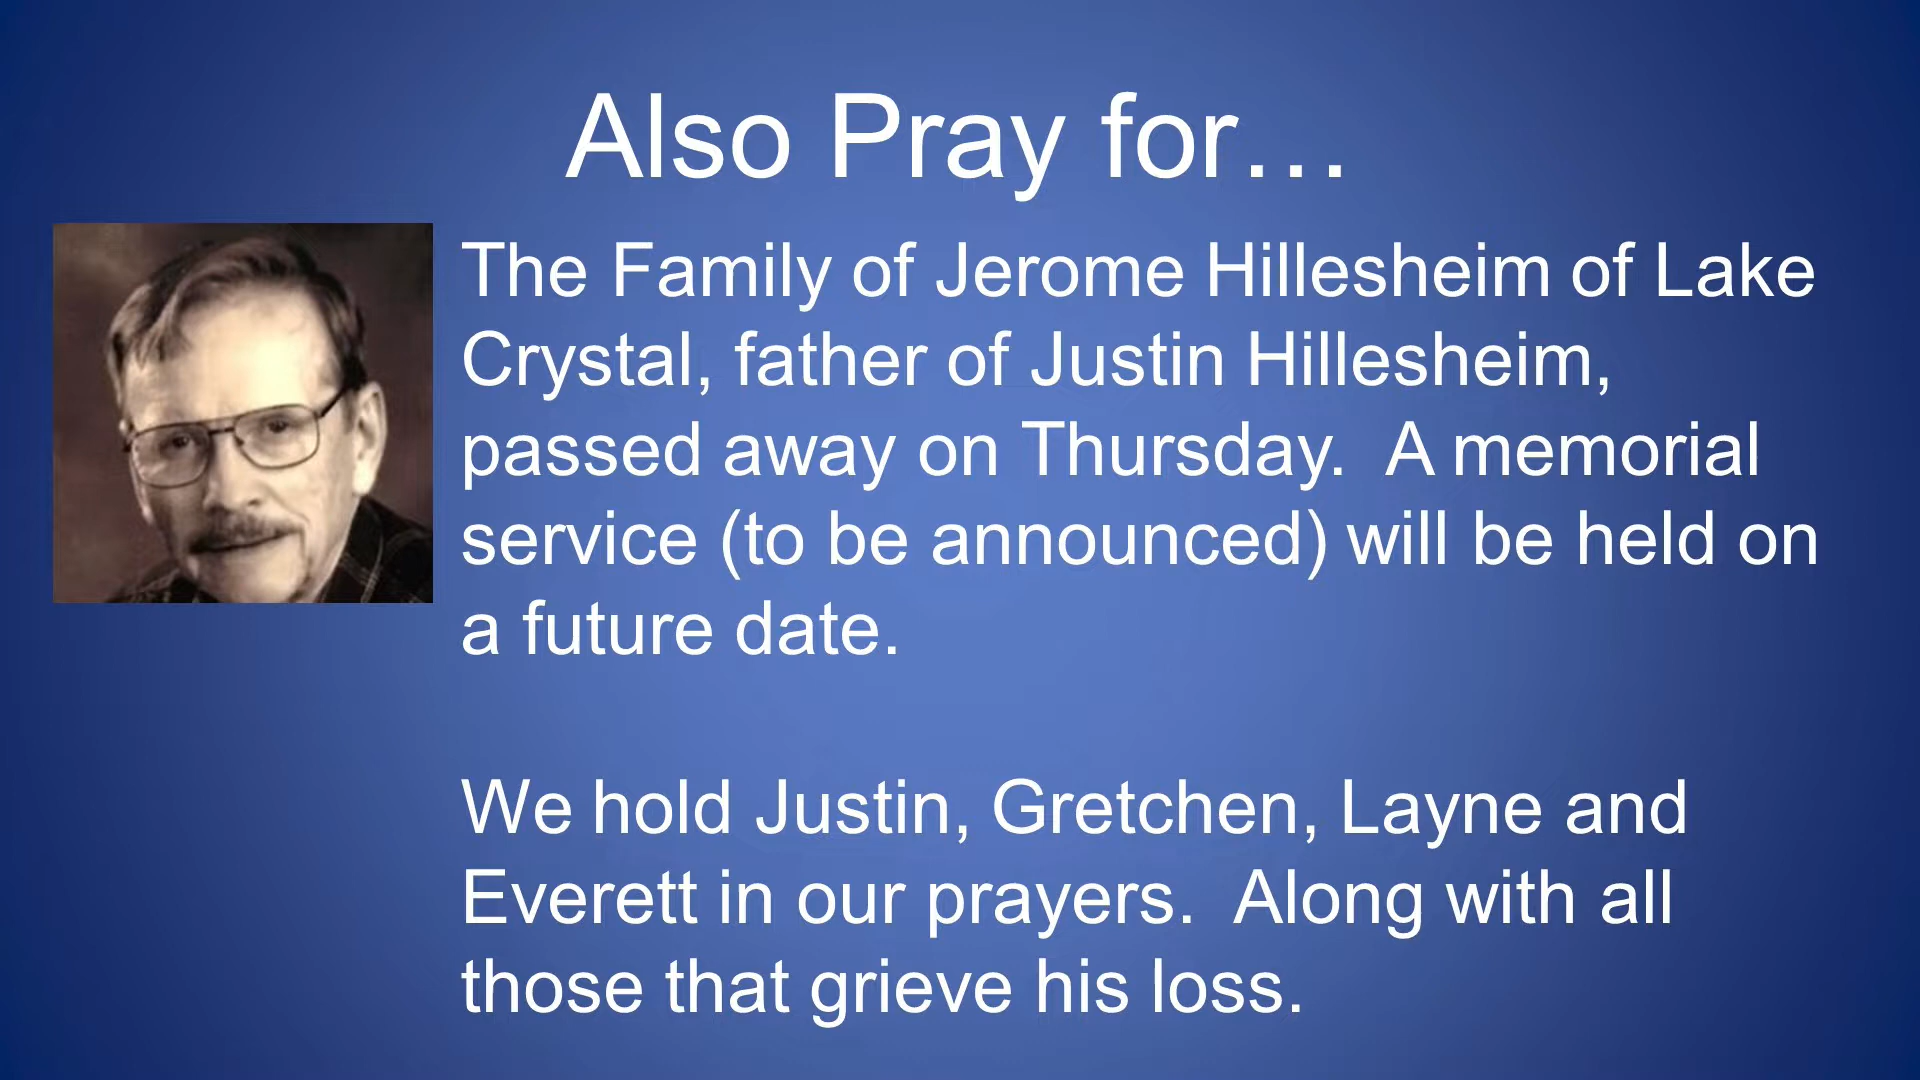 Also Pray for…
The Family of Jerome Hillesheim of Lake
Crystal, father of Justin Hillesheim,
passed away on Thursday.  A memorial
service (to be announced) will be held on
a future date.
We hold Justin, Gretchen, Layne and
Everett in our prayers.  Along with all
those that grieve his loss.